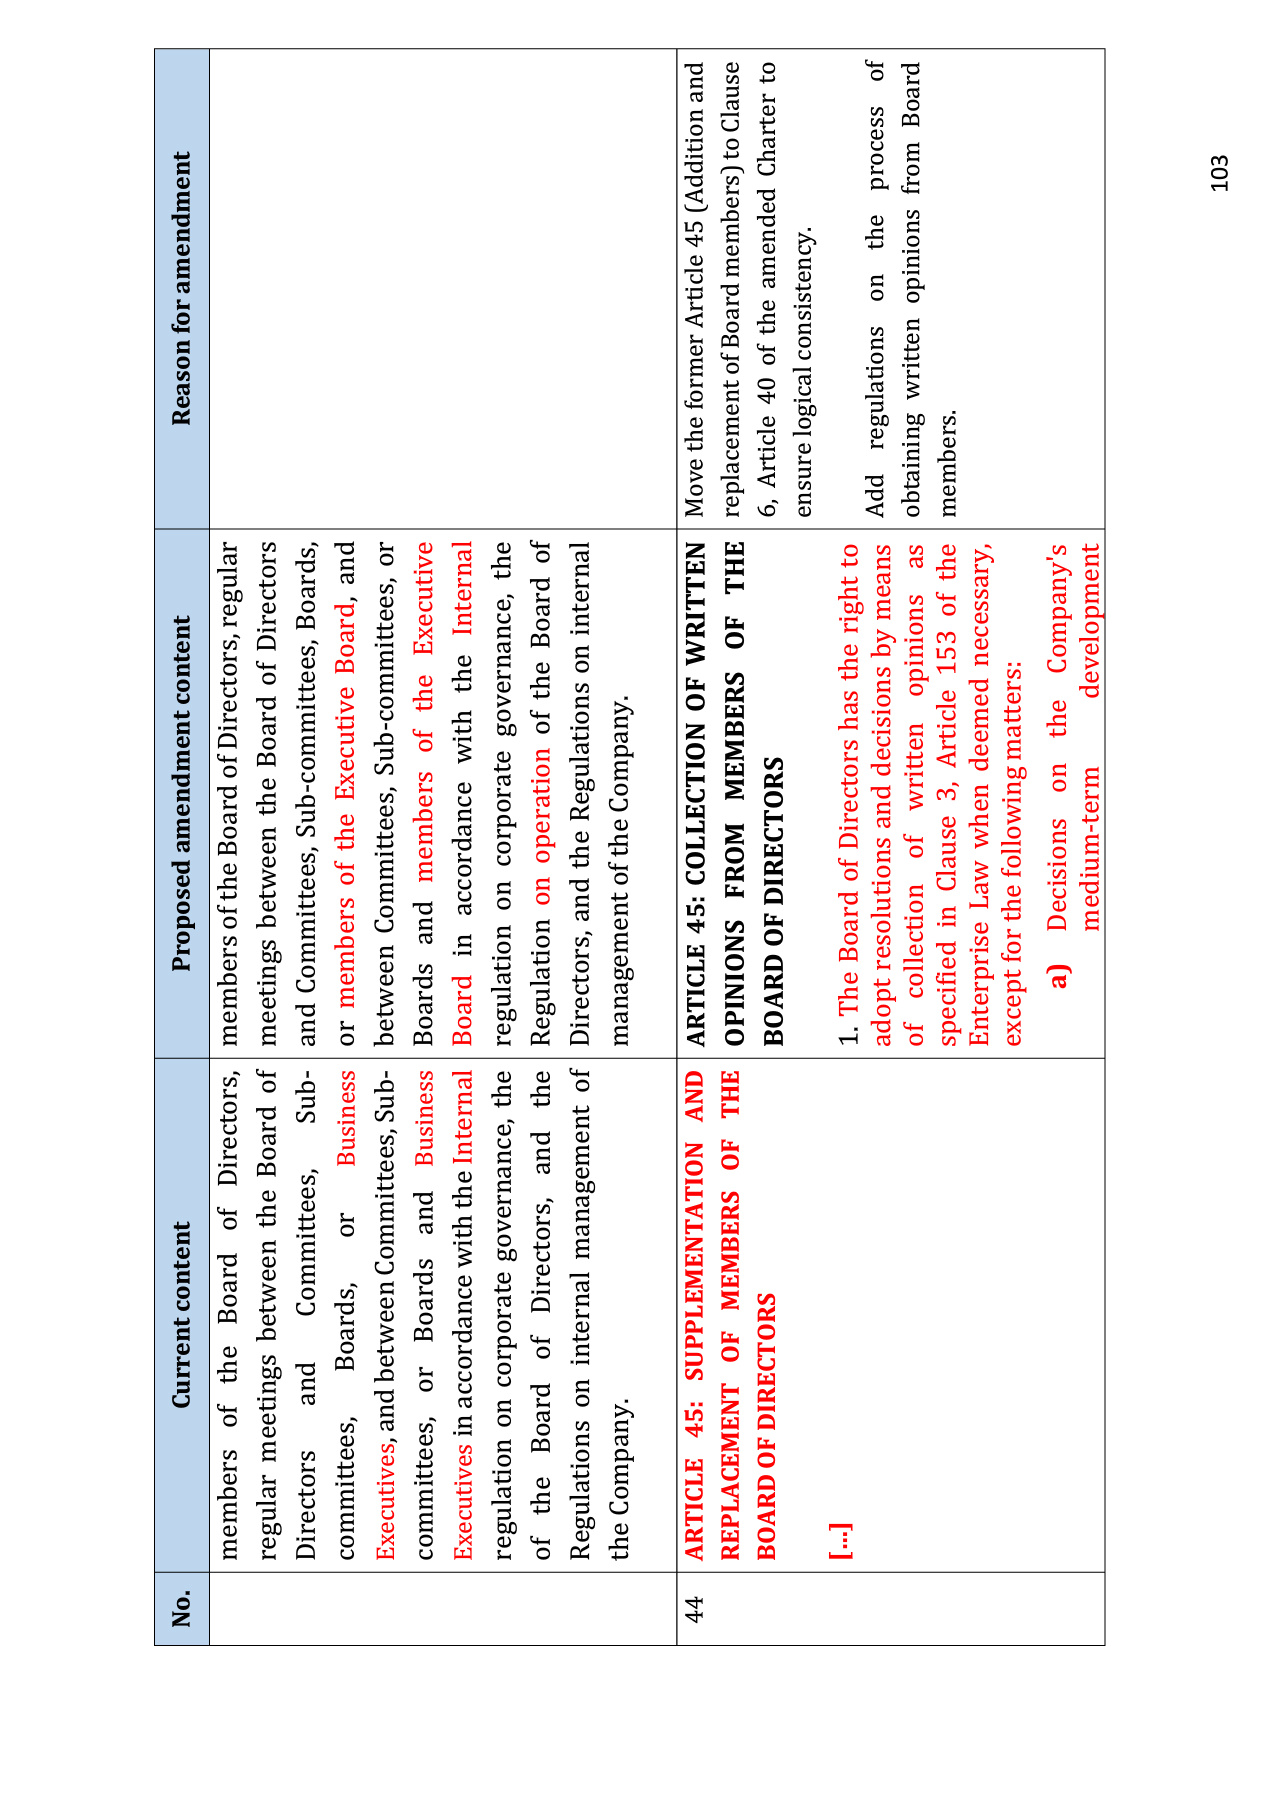 No.
Current content
Proposed amendment content
Reason for amendment
members of the Board of Directors,
regular meetings between the Board of
Directors and Committees, Sub-
committees, Boards, or Business
Executives, and between Committees, Sub-
committees, or Boards and Business
Executives in accordance with the Internal
regulation on corporate governance, the
of the Board of Directors, and the
Regulations on internal management of
the Company.
members of the Board of Directors, regular
meetings between the Board of Directors
and Committees, Sub-committees, Boards,
or members of the Executive Board, and
between Committees, Sub-committees, or
Boards and members of the Executive
Board in accordance with the Internal
regulation on corporate governance, the
Regulation on operation of the Board of
Directors, and the Regulations on internal
management of the Company.
44
ARTICLE 45: SUPPLEMENTATION AND
REPLACEMENT OF MEMBERS OF THE
BOARD OF DIRECTORS
[...]
ARTICLE 45: COLLECTION OF WRITTEN
OPINIONS FROM MEMBERS OF THE
BOARD OF DIRECTORS
1. The Board of Directors has the right to
adopt resolutions and decisions by means
of collection of written opinions as
specified in Clause 3, Article 153 of the
Enterprise Law when deemed necessary,
except for the following matters:
a) Decisions on the Company's
medium-term development
Move the former Article 45 (Addition and
replacement of Board members) to Clause
6, Article 40 of the amended Charter to
ensure logical consistency.
Add regulations on the process of
obtaining written opinions from Board
members.
103